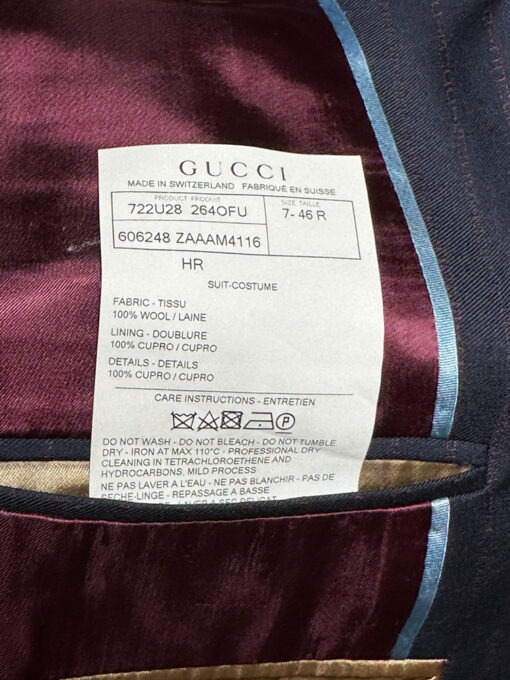 GUCCI
MADE IN SWITZERLAND FABRIQUÉ EN SUISSE
PRODUCT PRODUIT SIZE TAILLE
722U28 264OFU 7- 46 R
606248 ZAAAM4116
HR
SUIT-COSTUME
FABRIC - TISSU
100% WOOL / LAINE
LINING - DOUBLURE
100% CUPRO / CUPRO
DETAILS - DETAILS
100% CUPRO / CUPRO
CARE INSTRUCTIONS - ENTRETIEN
P
DO NOT WASH - DO NOT BLEACH - DO NOT TUMBLE
DRY - IRON AT MAX 110°C - PROFESSIONAL DRY
CLEANING IN TETRACHLOROETHENE AND
HYDROCARBONS, MILD PROCESS
NE PAS LAVER A L'EAU - NE PAS BLANCHIR - PAS DE
SECHE-LINGE - REPASSAGE A BASSE
LAVER A SEC DELICAT